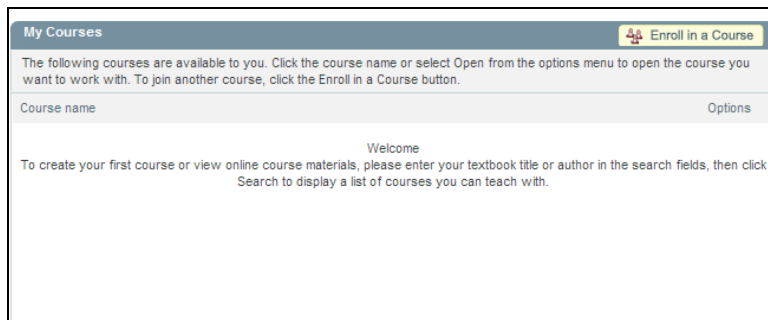 My Courses
Enroll in a Course
The following courses are available to you. Click the course name or select Open from the options menu to open the course you
want to work with. To join another course, click the Enroll in a Course button.
Course name
Options
Welcome
To create your first course or view online course materials, please enter your textbook title or author in the search fields, then click
Search to display a list of courses you can teach with.